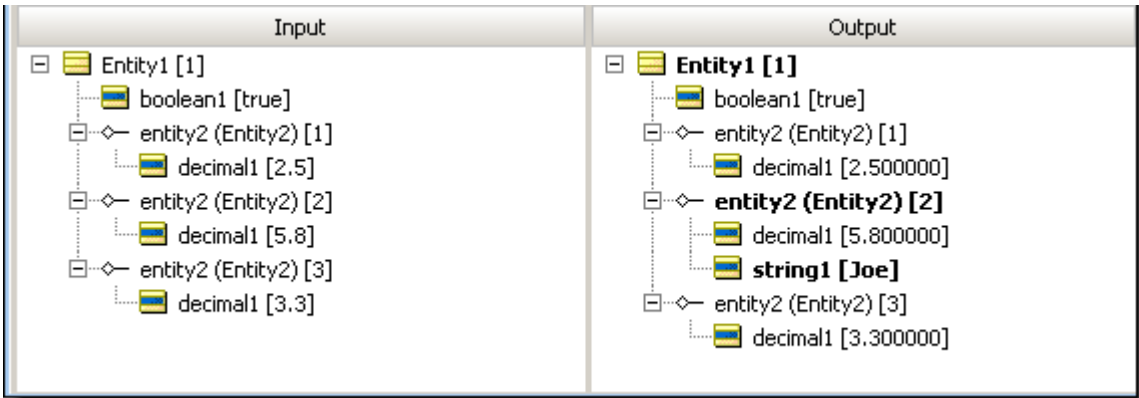 Input
Entity1 [1]
boolean1 [true]
entity2 (Entity2) [1]
decimal1 [2.5]
entity2 (Entity2) [2]
decimal1 [5.8]
entity2 (Entity2) [3]
decimal1 [3.3]
Output
Entity1 [1]
boolean1 [true]
entity2 (Entity2) [1]
decimal1 [2.500000]
entity2 (Entity2) [2]
decimal1 [5.800000]
string1 [Joe]
entity2 (Entity2) [3]
decimal1 [3.300000]